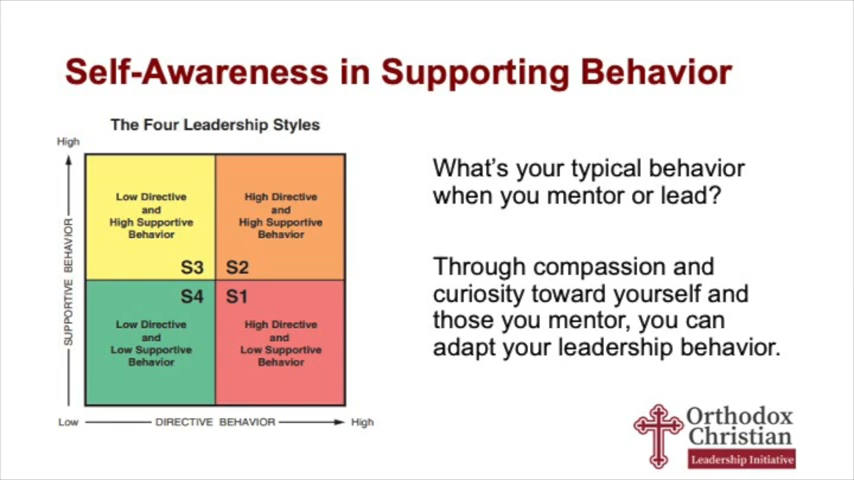 Self-Awareness in Supporting Behavior
The Four Leadership Styles
High
SUPPORTIVE BEHAVIOR
Low Directive
and
High Supportive
Behavior
S3
High Directive
and
High Supportive
Behavior
S2
S4
Low Directive
and
Low Supportive
Behavior
S1
High Directive
and
Low Supportive
Behavior
Low
DIRECTIVE BEHAVIOR
High
What's your typical behavior
when you mentor or lead?
Through compassion and
curiosity toward yourself and
those you mentor, you can
adapt your leadership behavior.
Orthodox
Christian
Leadership Initiative